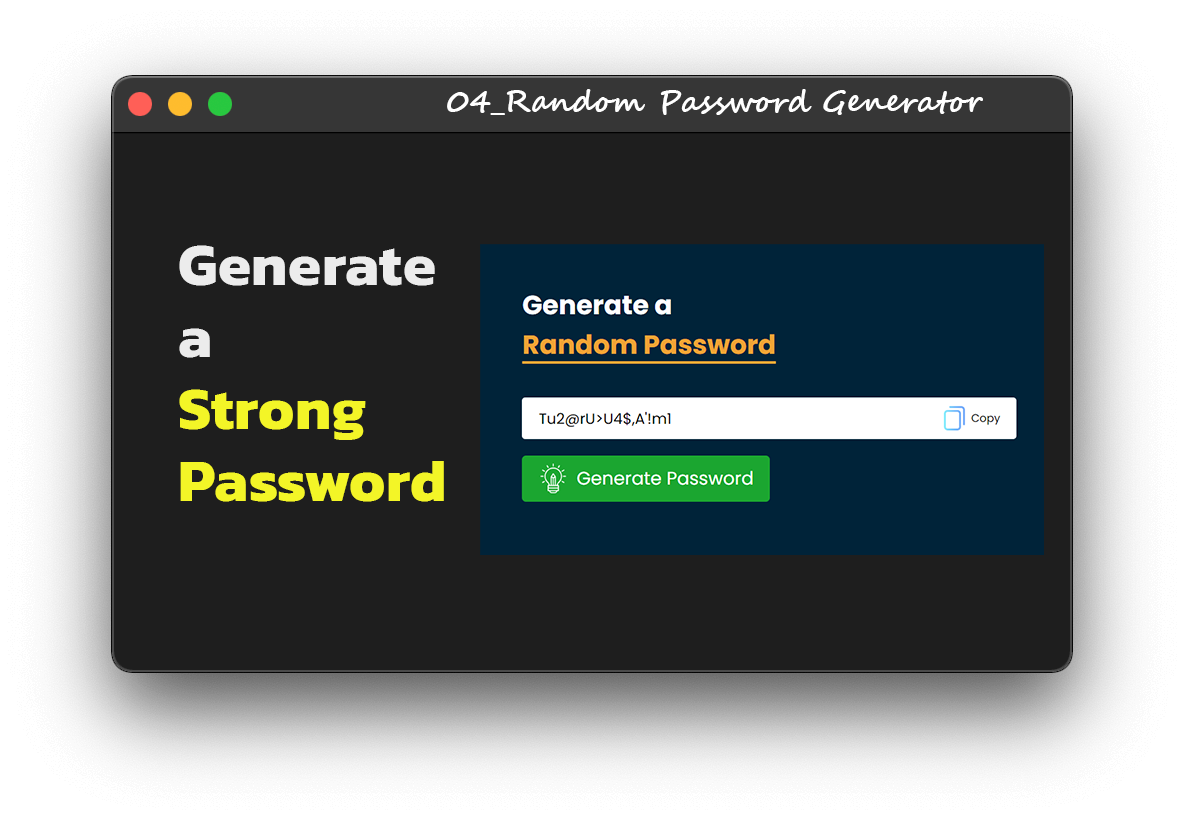 04_Random Password Generator
Generate
a
Strong
Password
Generate a
Random Password
Tu2@rU>U4$,A'!m1
Copy
Generate Password